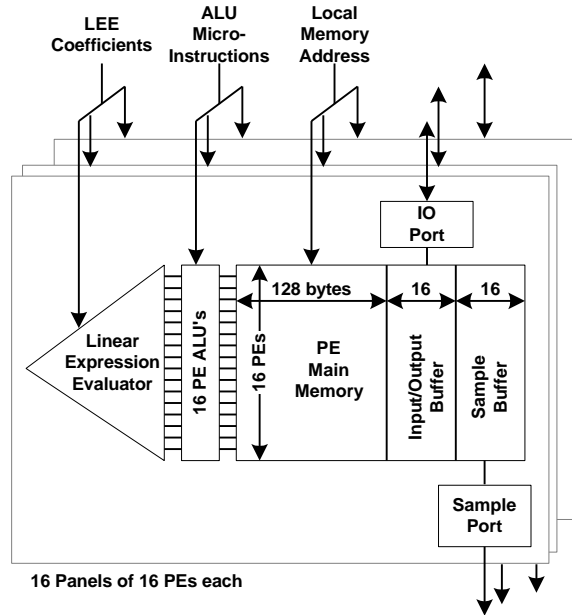 LEE
Coefficients
ALU
Micro-
Instructions
Local
Memory
Address
IO
Port
128 bytes
16
16
Linear
Expression
Evaluator
16 PE ALU's
16 PEs
PE
Main
Memory
Input/Output
Buffer
Sample
Buffer
Sample
Port
16 Panels of 16 PEs each